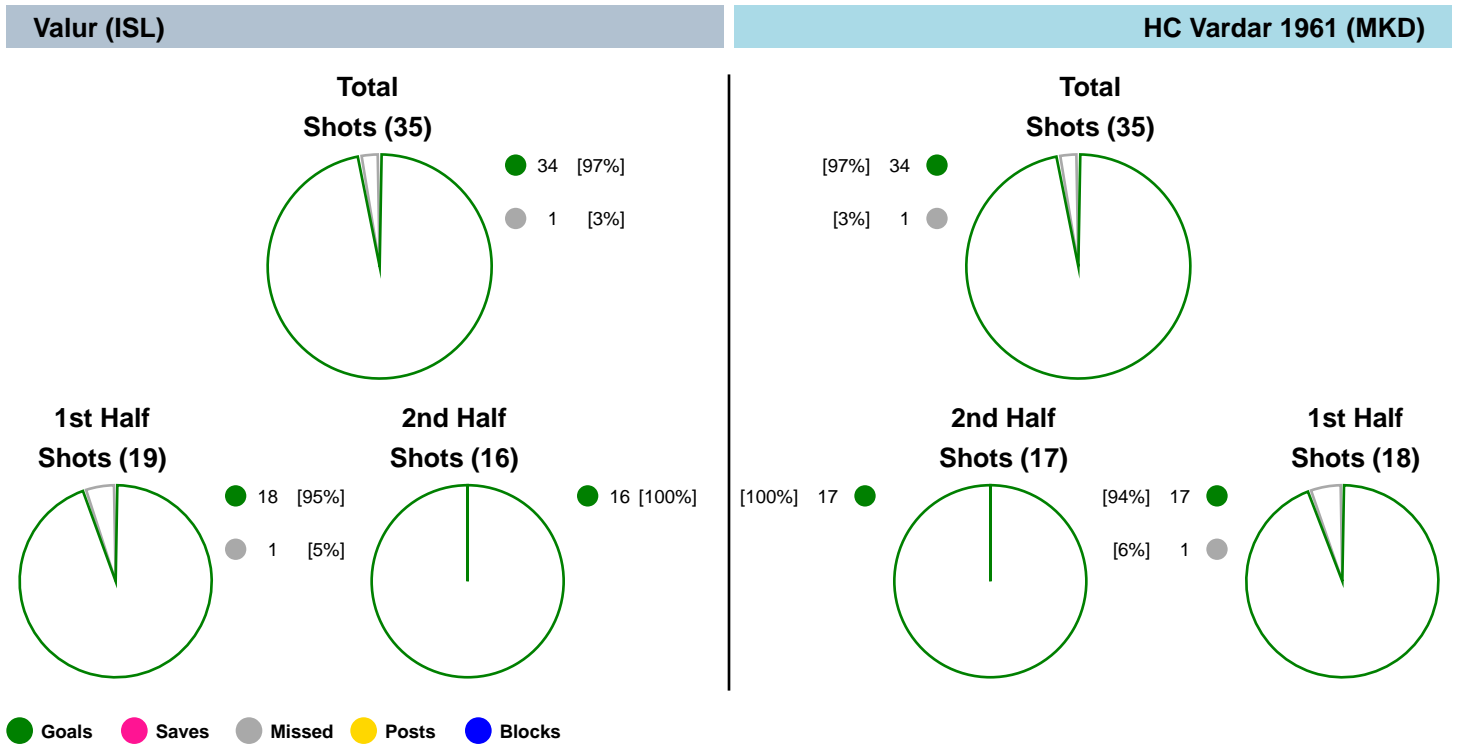 Valur (ISL)
HC Vardar 1961 (MKD)
Total
Shots (35)
34 [97%]
1 [3%]
Total
Shots (35)
[97%] 34
[3%] 1
1st Half
Shots (19)
18 [95%]
1 [5%]
2nd Half
Shots (16)
16 [100%]
2nd Half
Shots (17)
[100%] 17
1st Half
Shots (18)
[94%] 17
[6%] 1
Goals Saves Missed Posts Blocks